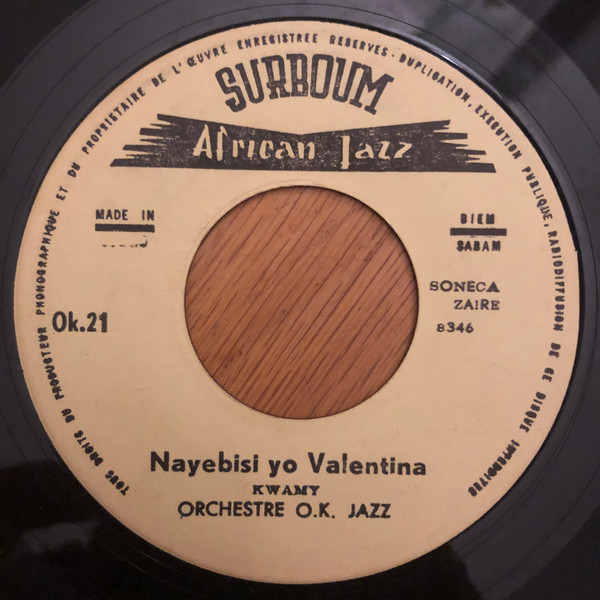 TOUS DROITS DU PRODUCTEUR PHONOGRAPHIQUE ET DU PROPRIETAIRE DE L'ŒUVRE ENREGISTREE RESERVES - DUPLICATION, EXECUTION PUBLIQUE, RADIODIFFUSION DE CE DISQUE INTERDITES
SURBOUM
African Jazz
MADE IN
BIEM
SABAM
SONECA
ZAIRE
8346
Ok.21
Nayebisi yo Valentina
KWAMY
ORCHESTRE O.K. JAZZ